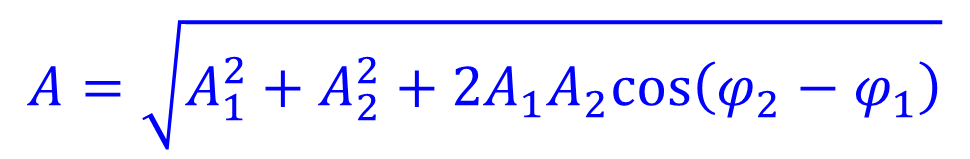 A = √(A₁² + A₂² + 2A₁A₂cos(φ₂ − φ₁))